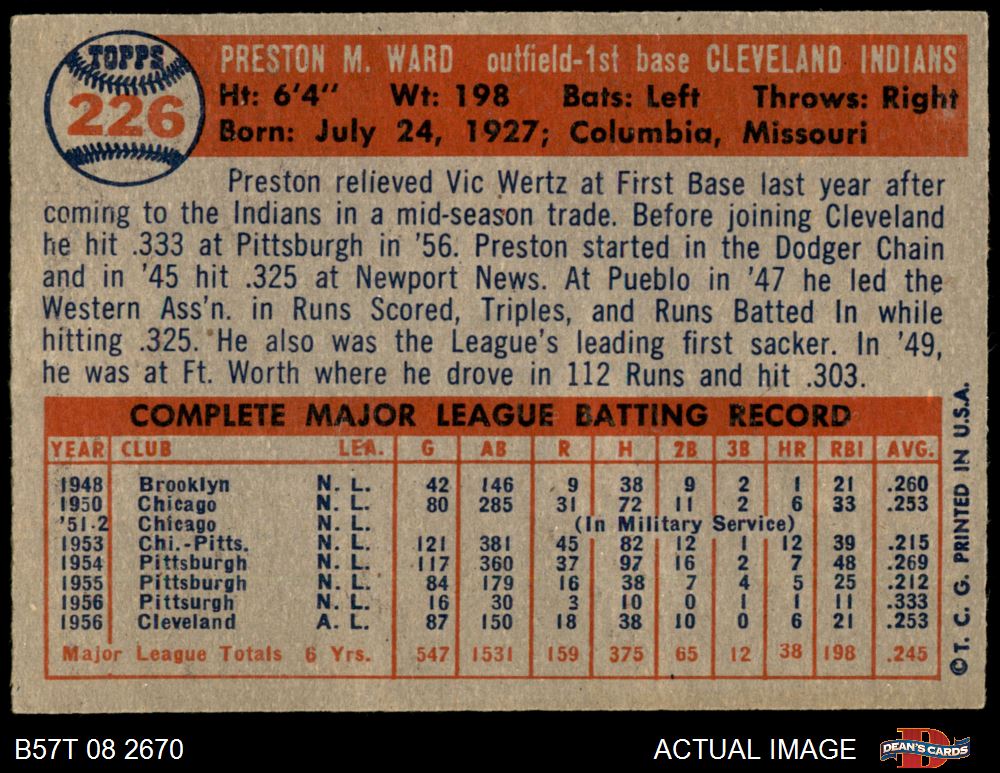 TOPPS
226
PRESTON M. WARD outfield-1st base CLEVELAND INDIANS
Ht: 6'4" Wt: 198 Bats: Left Throws: Right
Born: July 24, 1927; Columbia, Missouri
Preston relieved Vic Wertz at First Base last year after
coming to the Indians in a mid-season trade. Before joining Cleveland
he hit .333 at Pittsburgh in '56. Preston started in the Dodger Chain
and in '45 hit .325 at Newport News. At Pueblo in '47 he led the
Western Ass'n. in Runs Scored, Triples, and Runs Batted In while
hitting .325. He also was the League's leading first sacker. In '49,
he was at Ft. Worth where he drove in 112 Runs and hit .303.
COMPLETE MAJOR LEAGUE BATTING RECORD
YEAR CLUB LEA. G AB R H 2B 3B HR RBI AVG.
1948 Brooklyn N. L. 42 146 9 38 9 2 1 21 .260
1950 Chicago N. L. 80 285 31 72 11 2 6 33 .253
'51-2 Chicago N. L. (In Military Service)
1953 Chi.-Pitts. N. L. 121 381 45 82 12 1 12 39 .215
1954 Pittsburgh N. L. 117 360 37 97 16 2 7 48 .269
1955 Pittsburgh N. L. 84 179 16 38 7 4 5 25 .212
1956 Pittsurgh N. L. 16 30 3 10 0 1 1 11 .333
1956 Cleveland A. L. 87 150 18 38 10 0 6 21 .253
Major League Totals 6 Yrs. 547 1531 159 375 65 12 38 198 .245
©T. C. G. PRINTED IN U.S.A.
B57T 08 2670
ACTUAL IMAGE
DEAN'S CARDS